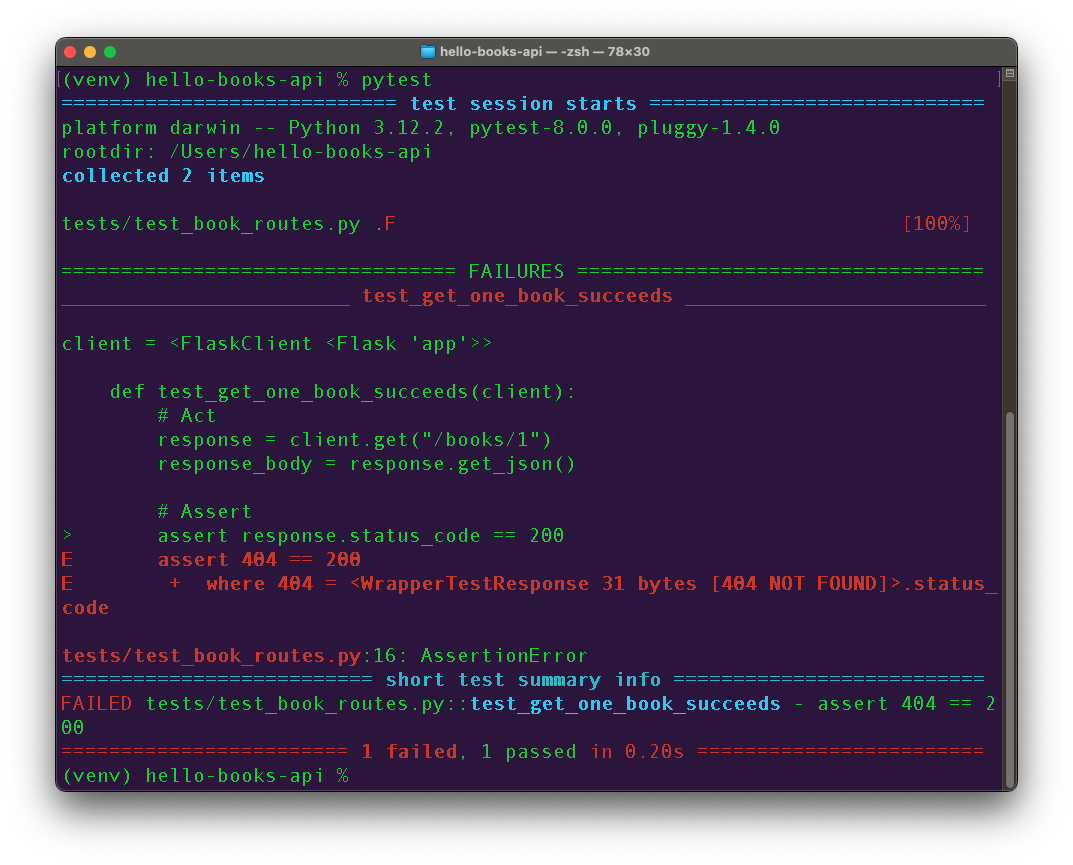 hello-books-api — -zsh — 78×30
(venv) hello-books-api % pytest
============================ test session starts ============================
platform darwin -- Python 3.12.2, pytest-8.0.0, pluggy-1.4.0
rootdir: /Users/hello-books-api
collected 2 items
tests/test_book_routes.py .F [100%]
================================= FAILURES ==================================
________________________ test_get_one_book_succeeds _________________________
client = <FlaskClient <Flask 'app'>>
def test_get_one_book_succeeds(client):
# Act
response = client.get("/books/1")
response_body = response.get_json()
# Assert
> assert response.status_code == 200
E assert 404 == 200
E + where 404 = <WrapperTestResponse 31 bytes [404 NOT FOUND]>.status_
code
tests/test_book_routes.py:16: AssertionError
========================== short test summary info ==========================
FAILED tests/test_book_routes.py::test_get_one_book_succeeds - assert 404 == 2
00
======================== 1 failed, 1 passed in 0.20s ========================
(venv) hello-books-api %